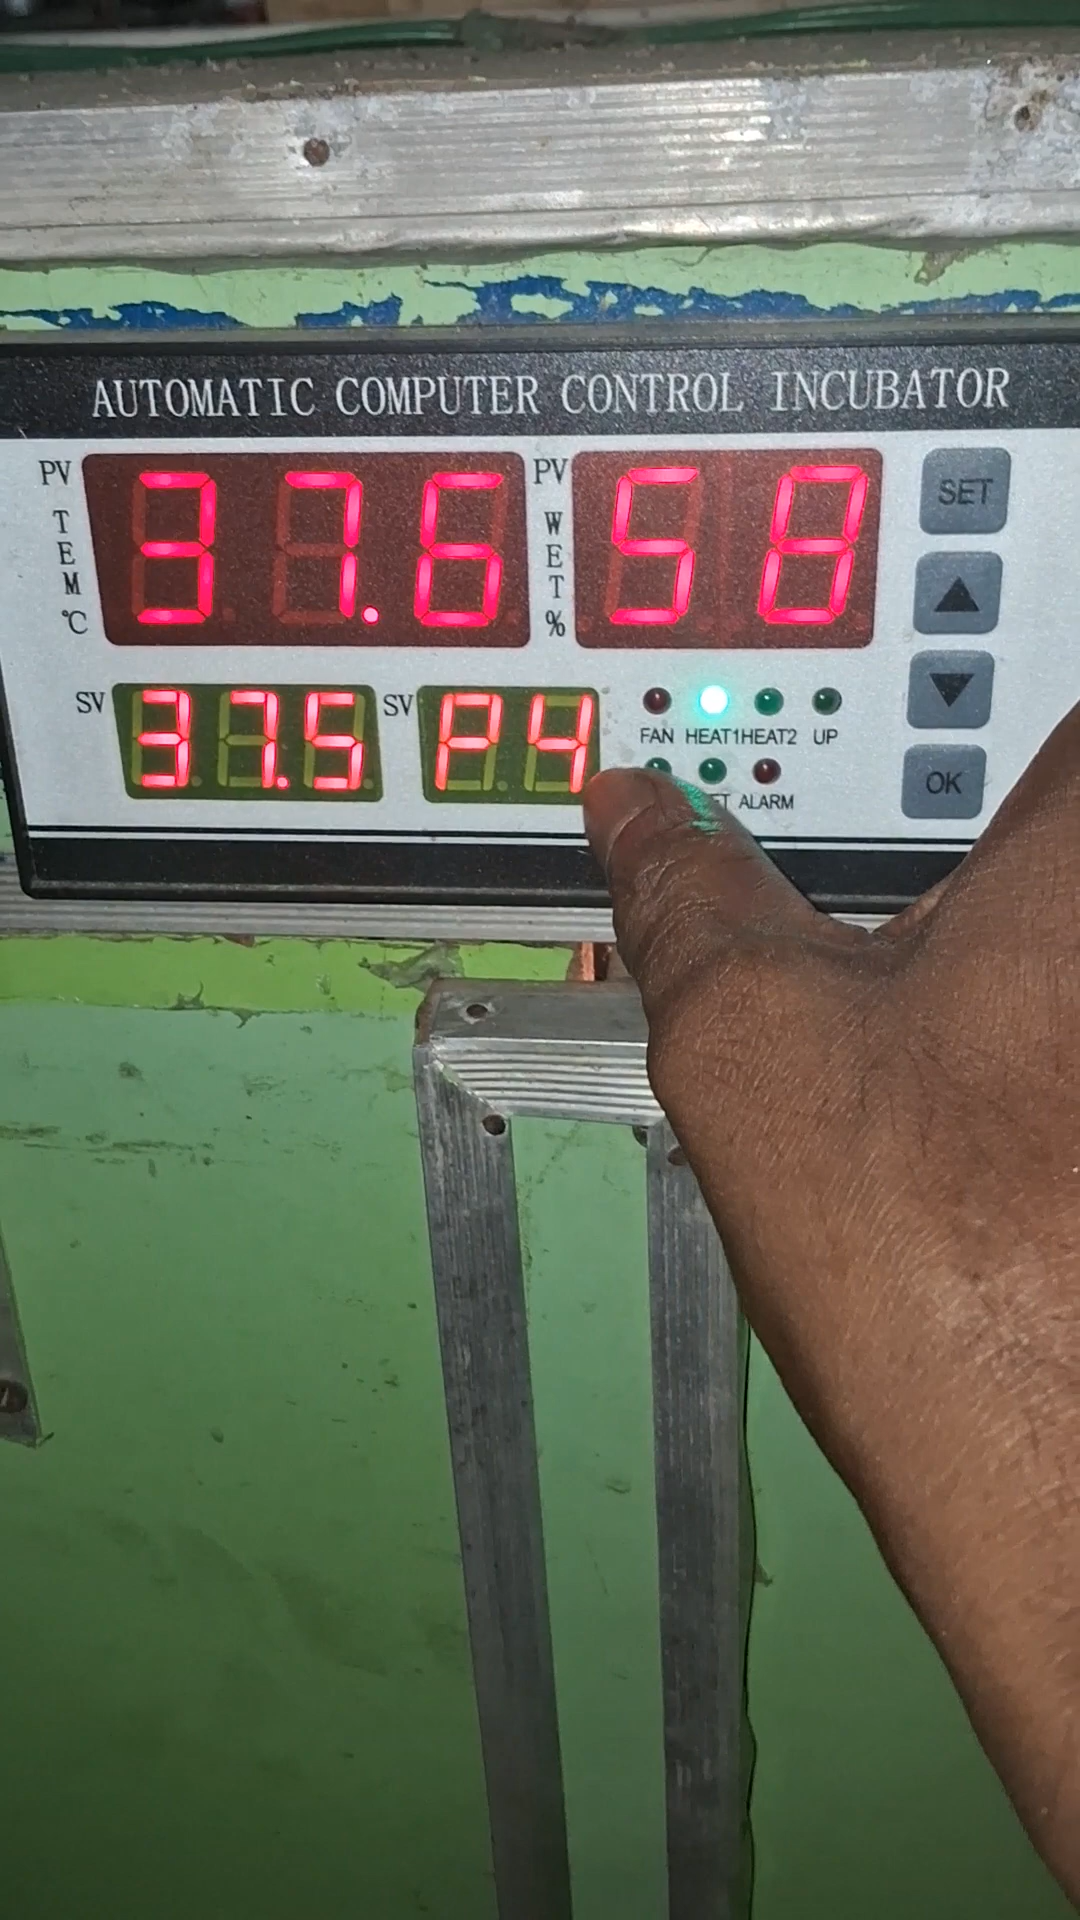 AUTOMATIC COMPUTER CONTROL INCUBATOR
PV TEM ℃ 37.6 PV WET % 58 SET
SV 37.5 SV P4
FAN HEAT1 HEAT2 UP
ALARM OK